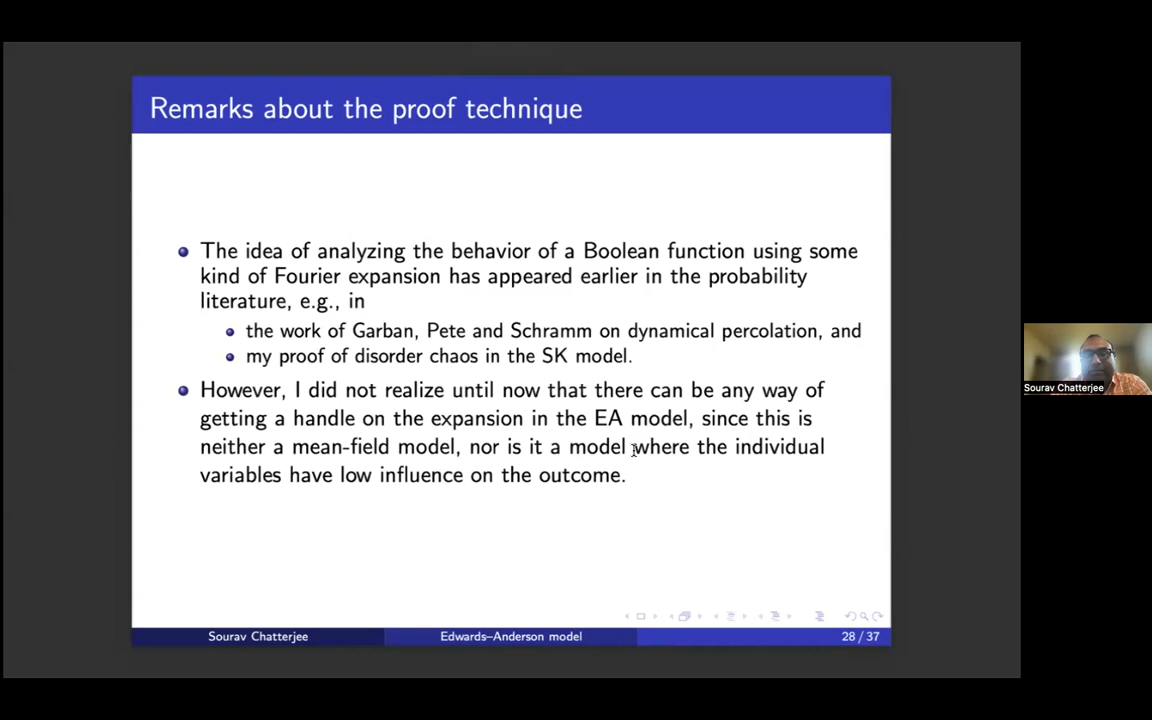 Remarks about the proof technique
The idea of analyzing the behavior of a Boolean function using some
kind of Fourier expansion has appeared earlier in the probability
literature, e.g., in
the work of Garban, Pete and Schramm on dynamical percolation, and
my proof of disorder chaos in the SK model.
However, I did not realize until now that there can be any way of
getting a handle on the expansion in the EA model, since this is
neither a mean-field model, nor is it a model where the individual
variables have low influence on the outcome.
Sourav Chatterjee
Edwards–Anderson model
28 / 37
Sourav Chatterjee